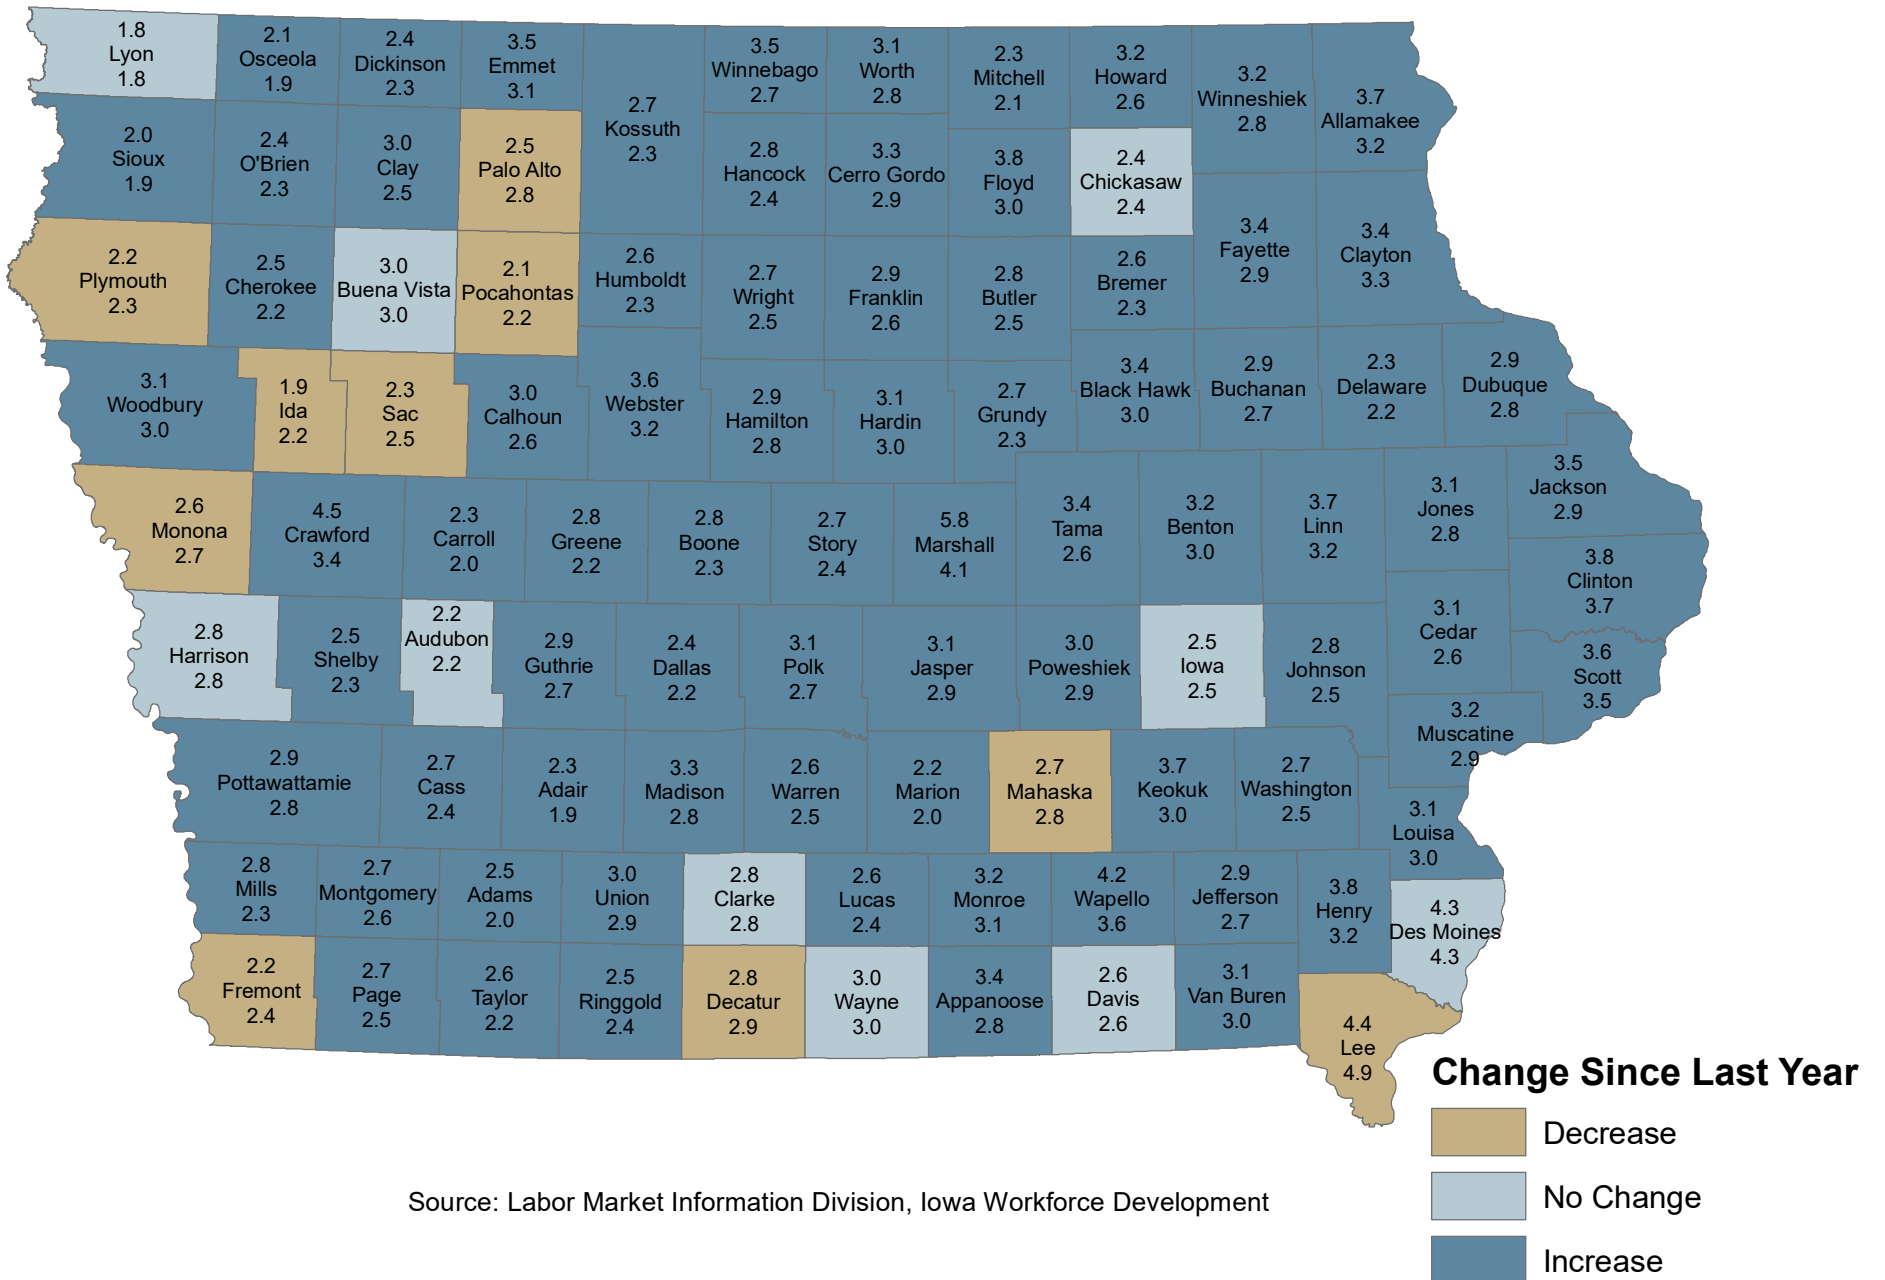 1.8
Lyon
1.8
2.1
Osceola
1.9
2.4
Dickinson
2.3
3.5
Emmet
3.1
2.7
Kossuth
2.3
3.5
Winnebago
2.7
3.1
Worth
2.8
2.3
Mitchell
2.1
3.2
Howard
2.6
3.2
Winneshiek
2.8
3.7
Allamakee
3.2
2.0
Sioux
1.9
2.4
O'Brien
2.3
3.0
Clay
2.5
2.5
Palo Alto
2.8
2.8
Hancock
2.4
3.3
Cerro Gordo
2.9
3.8
Floyd
3.0
2.4
Chickasaw
2.4
2.2
Plymouth
2.3
2.5
Cherokee
2.2
3.0
Buena Vista
3.0
2.1
Pocahontas
2.2
2.6
Humboldt
2.3
2.7
Wright
2.5
2.9
Franklin
2.6
2.8
Butler
2.5
2.6
Bremer
2.3
3.4
Fayette
2.9
3.4
Clayton
3.3
3.1
Woodbury
3.0
1.9
Ida
2.2
2.3
Sac
2.5
3.0
Calhoun
2.6
3.6
Webster
3.2
2.9
Hamilton
2.8
3.1
Hardin
3.0
2.7
Grundy
2.3
3.4
Black Hawk
3.0
2.9
Buchanan
2.7
2.3
Delaware
2.2
2.9
Dubuque
2.8
2.6
Monona
2.7
4.5
Crawford
3.4
2.3
Carroll
2.0
2.8
Greene
2.2
2.8
Boone
2.3
2.7
Story
2.4
5.8
Marshall
4.1
3.4
Tama
2.6
3.2
Benton
3.0
3.7
Linn
3.2
3.1
Jones
2.8
3.5
Jackson
2.9
3.8
Clinton
3.7
2.8
Harrison
2.8
2.5
Shelby
2.3
2.2
Audubon
2.2
2.9
Guthrie
2.7
2.4
Dallas
2.2
3.1
Polk
2.7
3.1
Jasper
2.9
3.0
Poweshiek
2.9
2.5
Iowa
2.5
2.8
Johnson
2.5
3.1
Cedar
2.6
3.6
Scott
3.5
3.2
Muscatine
2.9
2.9
Pottawattamie
2.8
2.7
Cass
2.4
2.3
Adair
1.9
3.3
Madison
2.8
2.6
Warren
2.5
2.2
Marion
2.0
2.7
Mahaska
2.8
3.7
Keokuk
3.0
2.7
Washington
2.5
3.1
Louisa
3.0
2.8
Mills
2.3
2.7
Montgomery
2.6
2.5
Adams
2.0
3.0
Union
2.9
2.8
Clarke
2.8
2.6
Lucas
2.4
3.2
Monroe
3.1
4.2
Wapello
3.6
2.9
Jefferson
2.7
3.8
Henry
3.2
4.3
Des Moines
4.3
2.2
Fremont
2.4
2.7
Page
2.5
2.6
Taylor
2.2
2.5
Ringgold
2.4
2.8
Decatur
2.9
3.0
Wayne
3.0
3.4
Appanoose
2.8
2.6
Davis
2.6
3.1
Van Buren
3.0
4.4
Lee
4.9
Change Since Last Year
Decrease
No Change
Increase
Source: Labor Market Information Division, Iowa Workforce Development